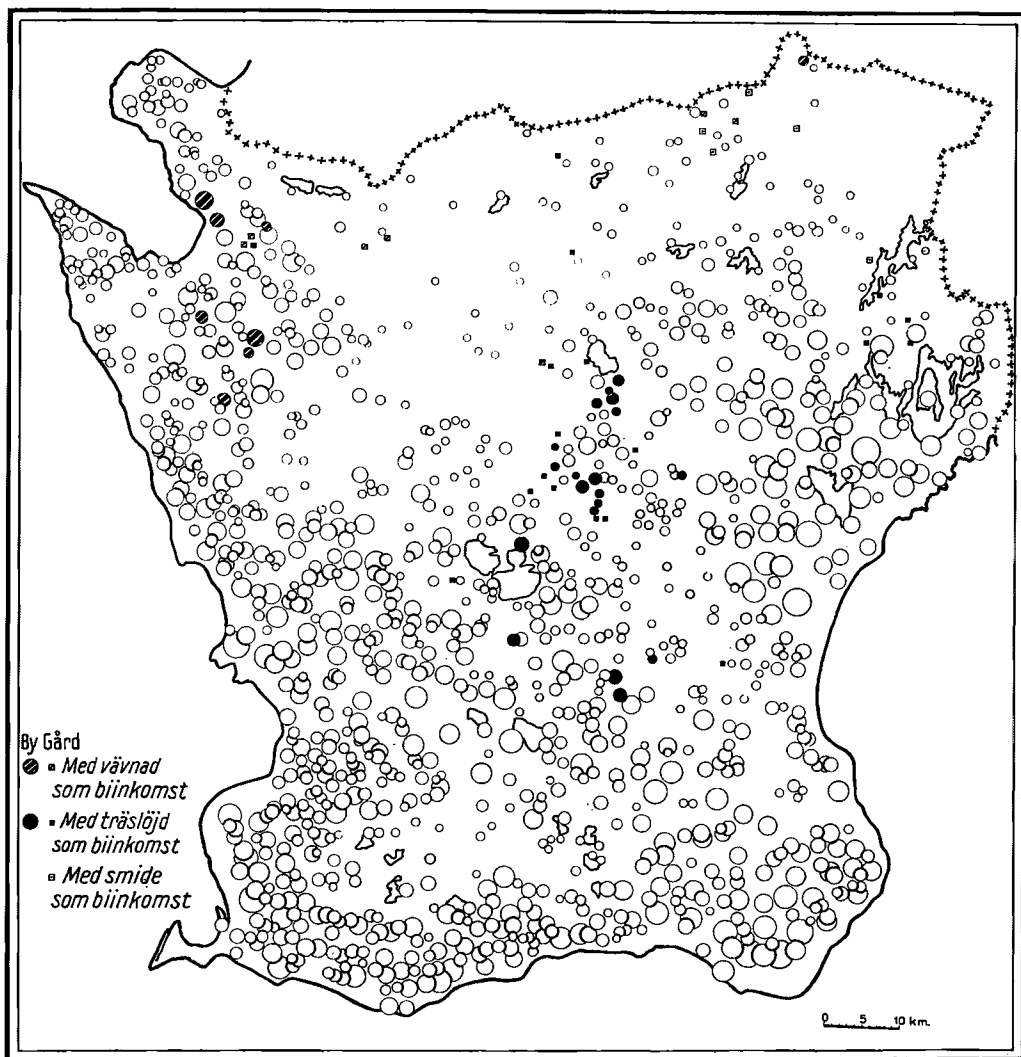 By Gård
Med vävnad
som biinkomst
Med träslöjd
som biinkomst
Med smide
som biinkomst
0 5 10 km.